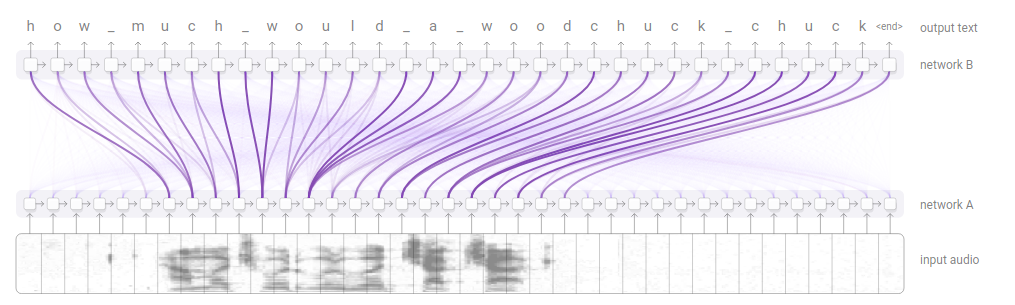 h o w _ m u c h _ w o u l d _ a _ w o o d c h u c k _ c h u c k <end> output text
network B
network A
input audio